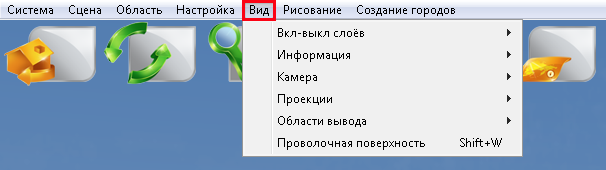 Система Сцена Область Настройка Вид Рисование Создание городов
Вкл-выкл слоёв
Информация
Камера
Проекции
Области вывода
Проволочная поверхность Shift+W